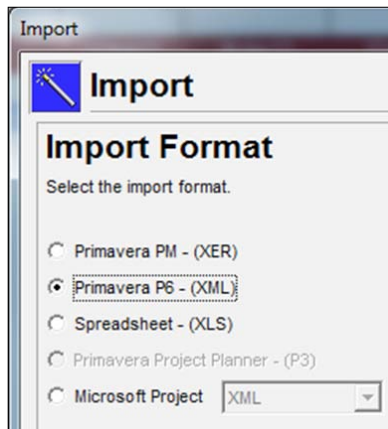 Import
Import
Import Format
Select the import format.
Primavera PM - (XER)
Primavera P6 - (XML)
Spreadsheet - (XLS)
Primavera Project Planner - (P3)
Microsoft Project XML